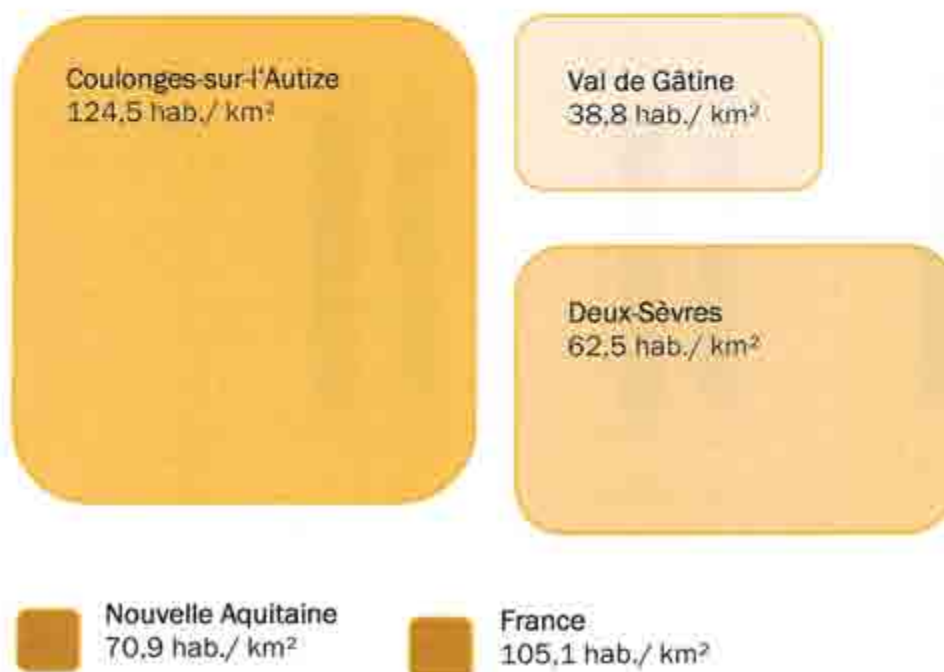 Coulonges-sur-l'Autize
124,5 hab./ km²
Val de Gâtine
38,8 hab./ km²
Deux-Sèvres
62,5 hab./ km²
Nouvelle Aquitaine
70,9 hab./ km²
France
105,1 hab./ km²